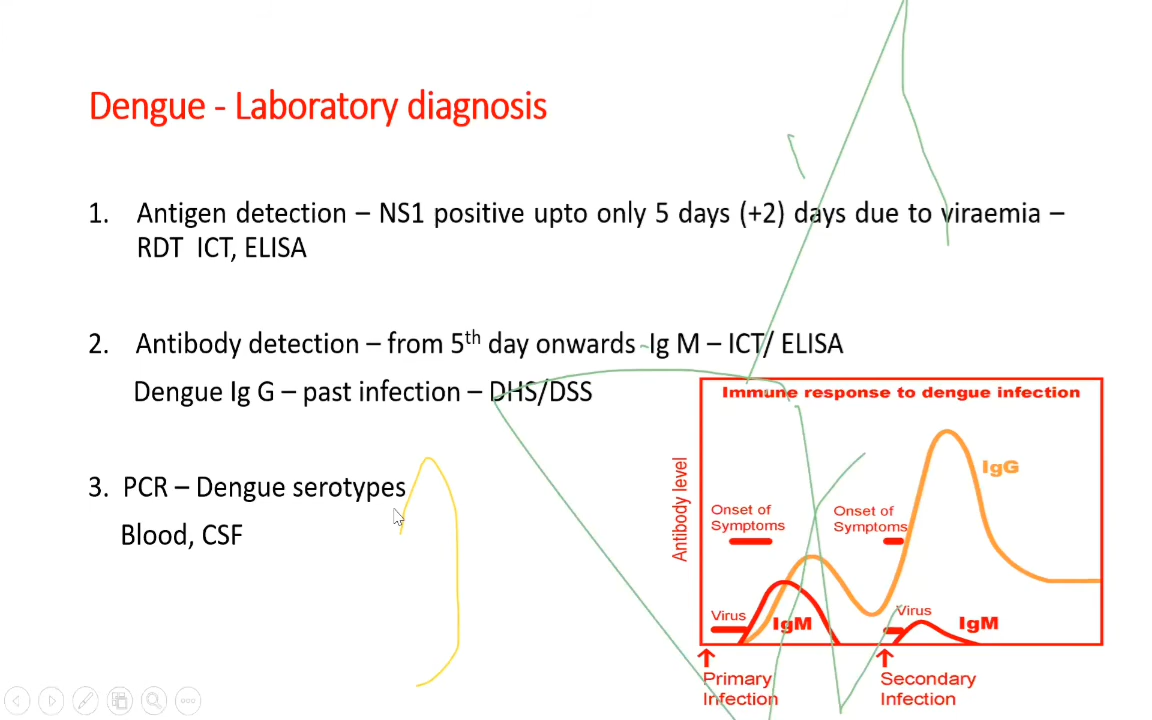 Dengue - Laboratory diagnosis
1. Antigen detection – NS1 positive upto only 5 days (+2) days due to viraemia –
RDT ICT, ELISA
2. Antibody detection – from 5th day onwards -Ig M – ICT/ ELISA
Dengue Ig G – past infection – DHS/DSS
3. PCR – Dengue serotypes
Blood, CSF
Immune response to dengue infection
Antibody level
IgG
Onset of
Symptoms
Onset of
Symptoms
Virus
IgM
Virus
IgM
Primary
Infection
Secondary
Infection